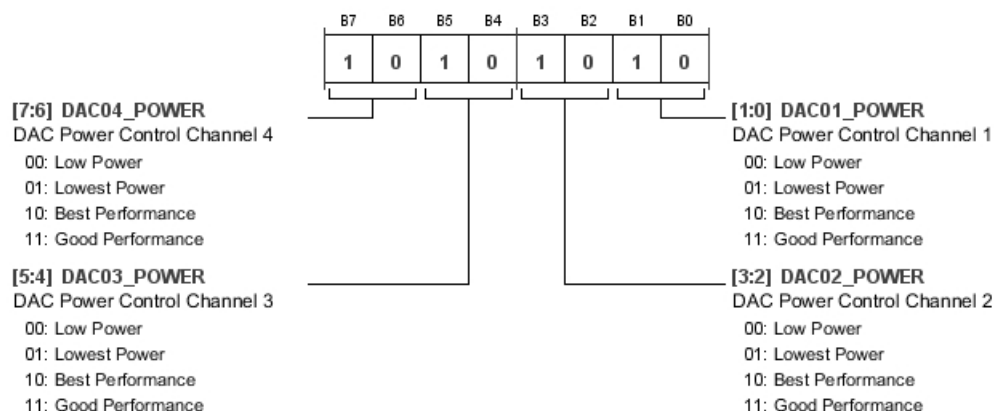 B7 B6 B5 B4 B3 B2 B1 B0
1 0 1 0 1 0 1 0
[7:6] DAC04_POWER
DAC Power Control Channel 4
00: Low Power
01: Lowest Power
10: Best Performance
11: Good Performance
[1:0] DAC01_POWER
DAC Power Control Channel 1
00: Low Power
01: Lowest Power
10: Best Performance
11: Good Performance
[5:4] DAC03_POWER
DAC Power Control Channel 3
00: Low Power
01: Lowest Power
10: Best Performance
11: Good Performance
[3:2] DAC02_POWER
DAC Power Control Channel 2
00: Low Power
01: Lowest Power
10: Best Performance
11: Good Performance